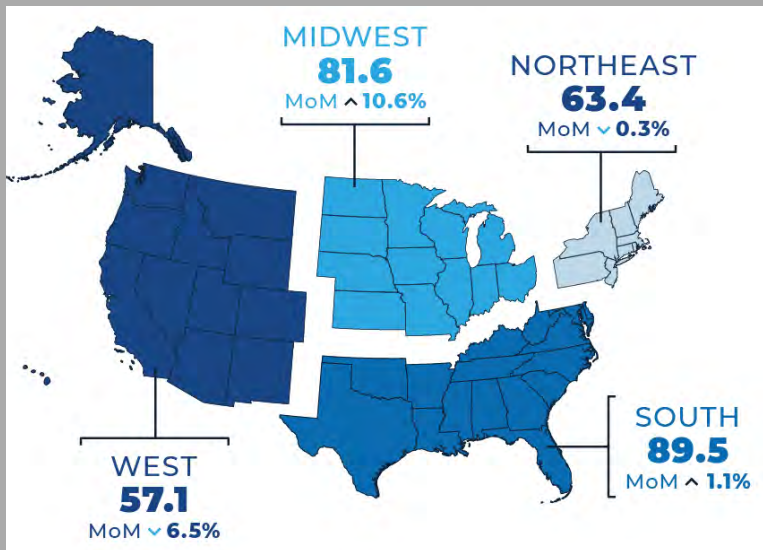 MIDWEST
81.6
MoM ^ 10.6%
NORTHEAST
63.4
MoM ⌄ 0.3%
WEST
57.1
MoM ⌄ 6.5%
SOUTH
89.5
MoM ^ 1.1%